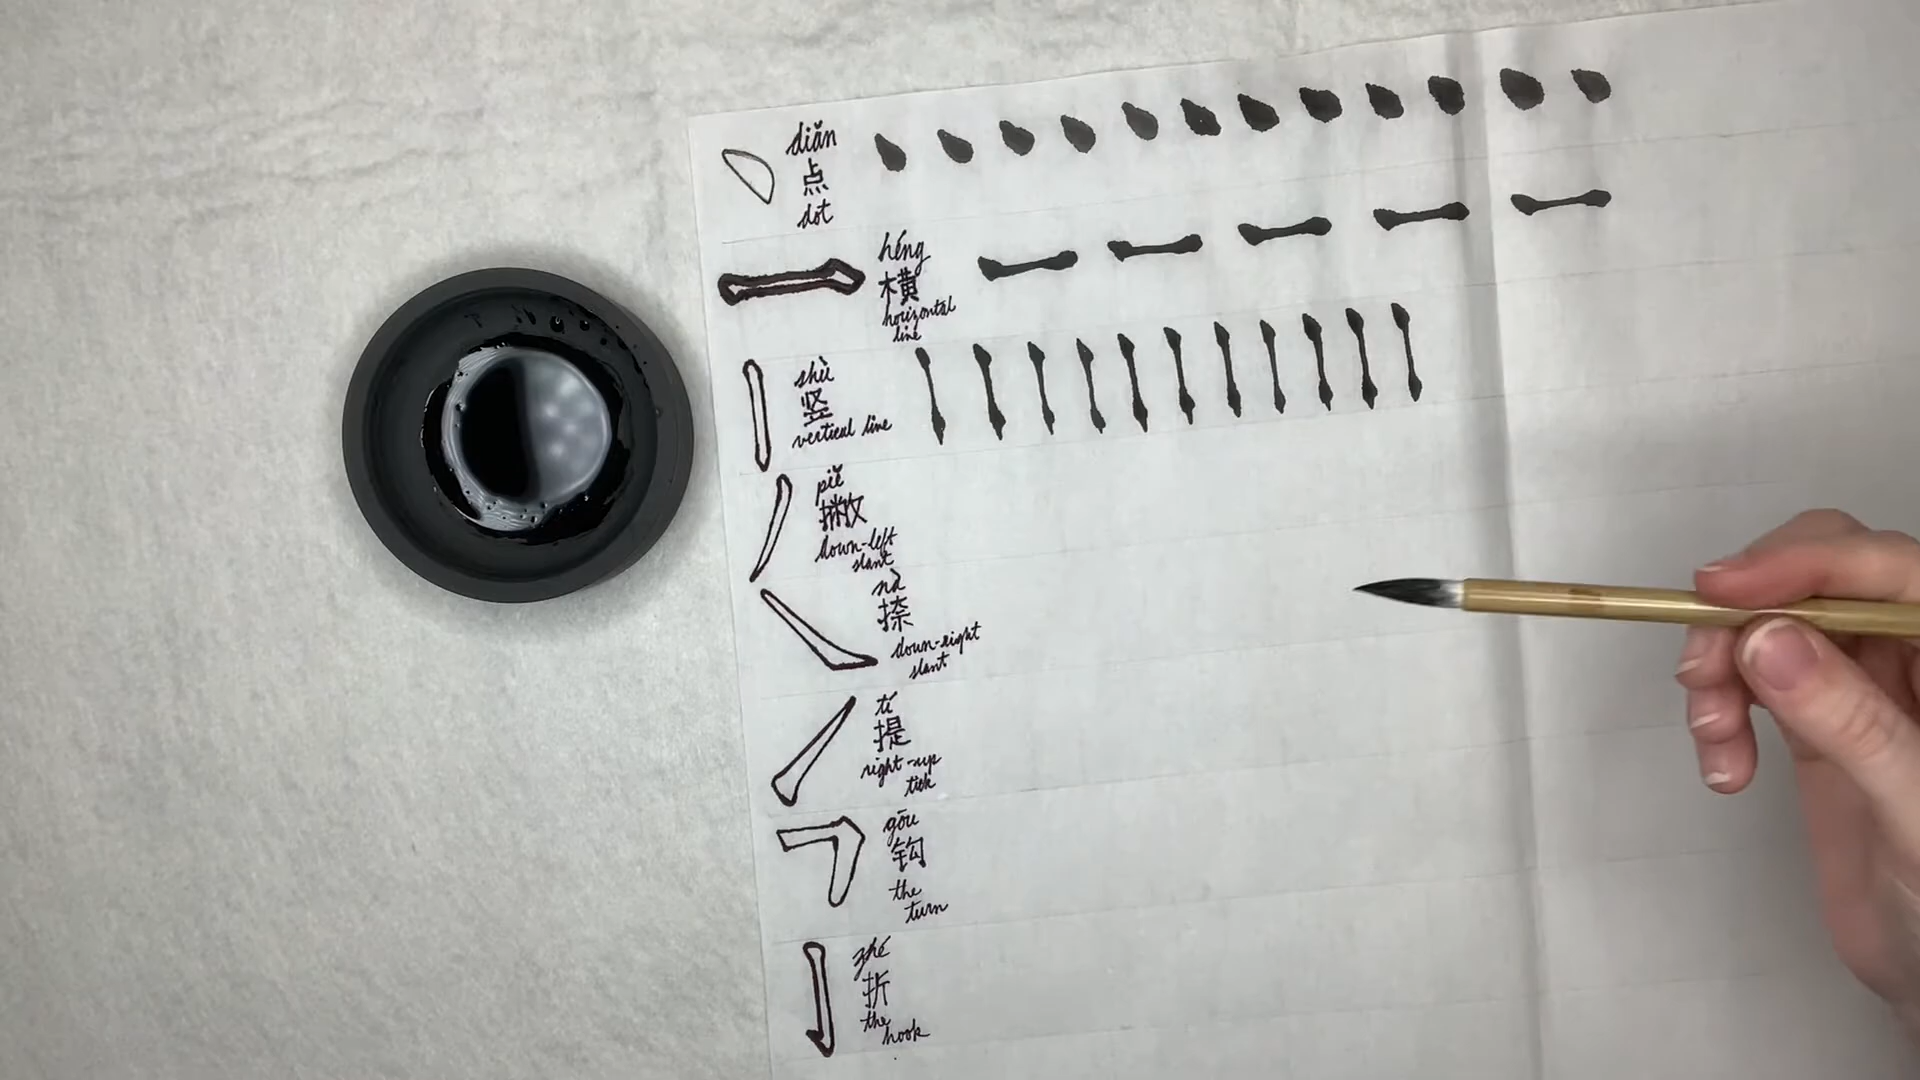 diǎn
点
dot
héng
横
horizontal
line
shù
竖
vertical line
piě
撇
down-left
slant
nà
捺
down-right
slant
tí
提
right-up
tick
gōu
钩
the
turn
zhé
折
the
hook